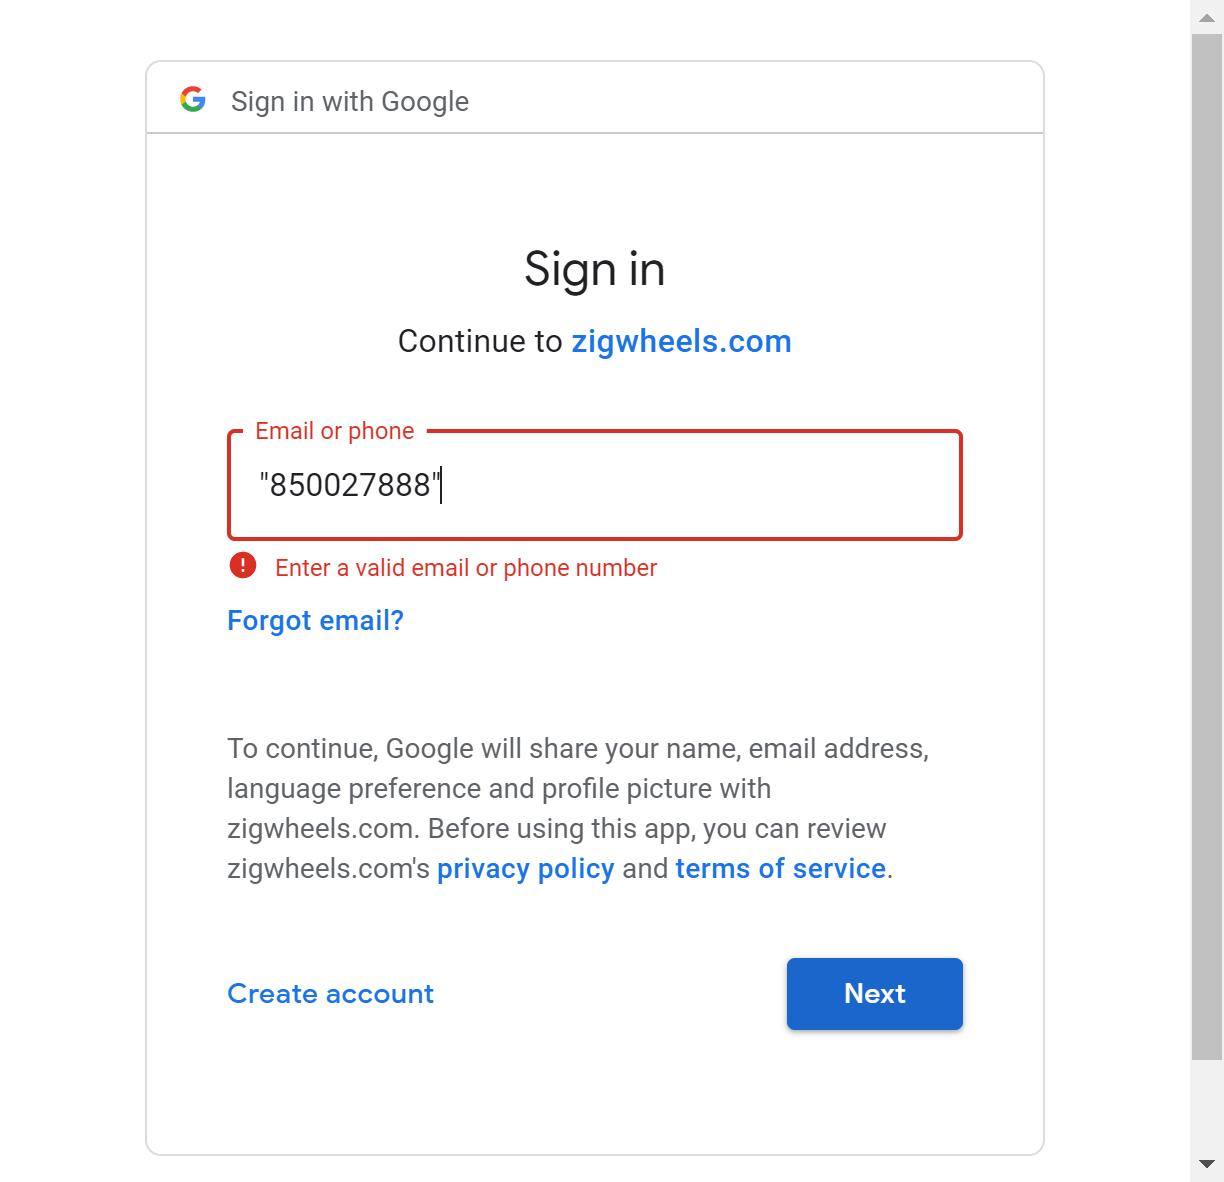 Sign in with Google
Sign in
Continue to zigwheels.com
Email or phone
"850027888"
Enter a valid email or phone number
Forgot email?
To continue, Google will share your name, email address,
language preference and profile picture with
zigwheels.com. Before using this app, you can review
zigwheels.com's privacy policy and terms of service.
Create account
Next